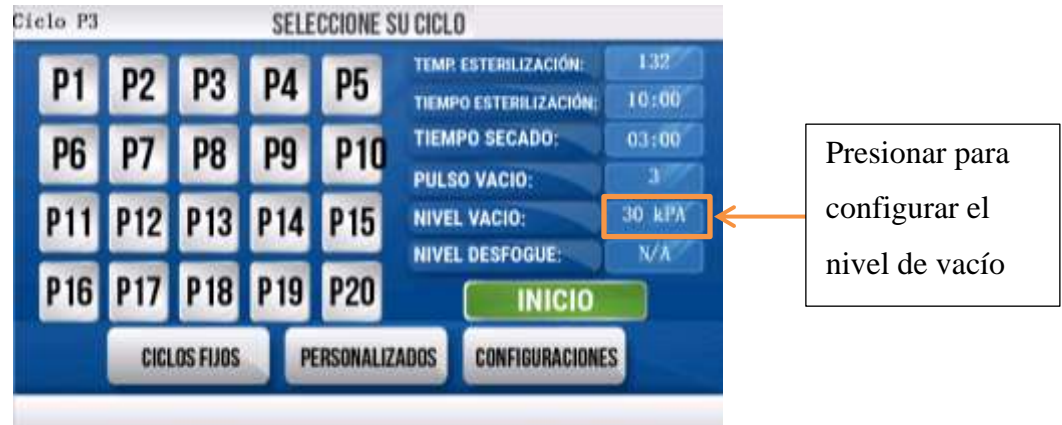 Ciclo P3
SELECCIONE SU CICLO
P1 P2 P3 P4 P5
P6 P7 P8 P9 P10
P11 P12 P13 P14 P15
P16 P17 P18 P19 P20
TEMP. ESTERILIZACIÓN: 132
TIEMPO ESTERILIZACIÓN: 10:00
TIEMPO SECADO: 03:00
PULSO VACIO: 3
NIVEL VACIO: 30 kPA
NIVEL DESFOGUE: N/A
INICIO
CICLOS FIJOS PERSONALIZADOS CONFIGURACIONES
Presionar para
configurar el
nivel de vacío